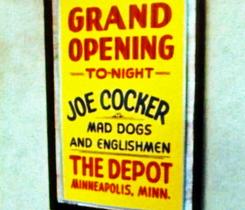 GRAND
OPENING
TO-NIGHT
JOE COCKER
MAD DOGS
AND ENGLISHMEN
THE DEPOT
MINNEAPOLIS, MINN.